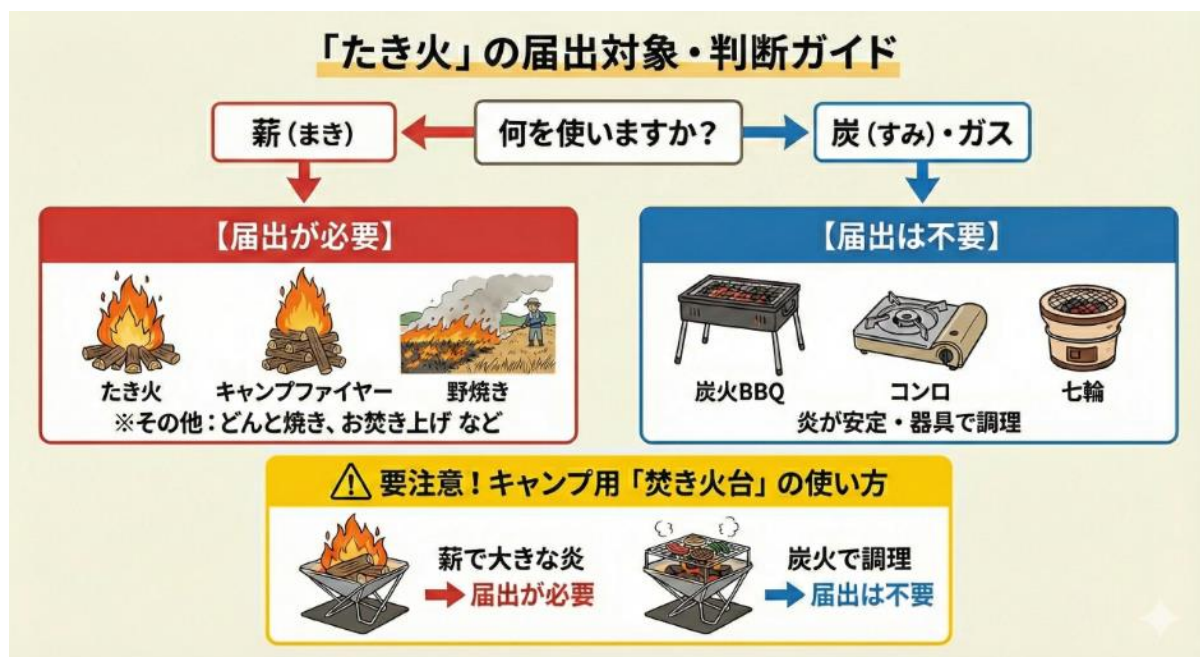 「たき火」の届出対象・判断ガイド
何を使いますか？
薪（まき）
炭（すみ）・ガス
【届出が必要】
たき火
キャンプファイヤー
野焼き
※その他：どんと焼き、お焚き上げ など
【届出は不要】
炭火BBQ
コンロ
七輪
炎が安定・器具で調理
要注意！キャンプ用「焚き火台」の使い方
薪で大きな炎
届出が必要
炭火で調理
届出は不要